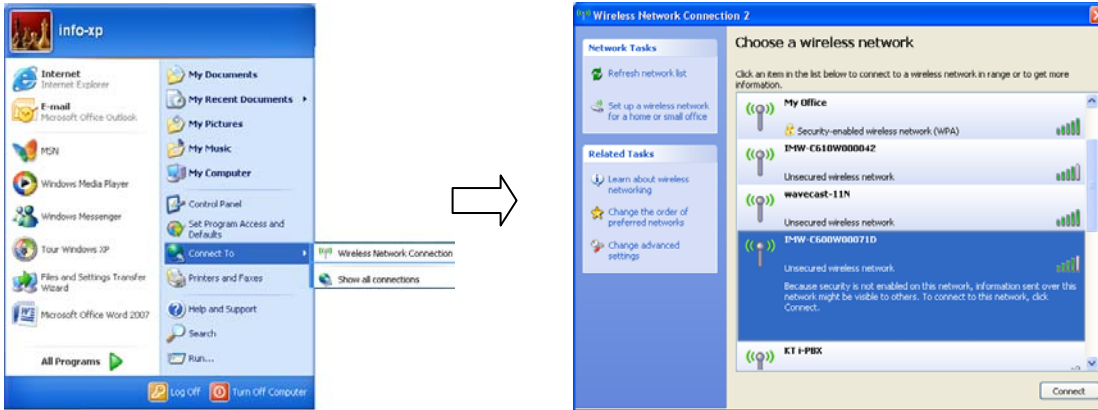 info-xp
Internet
Internet Explorer
E-mail
Microsoft Office Outlook
MSN
Windows Media Player
Windows Messenger
Tour Windows XP
Files and Settings Transfer
Wizard
Microsoft Office Word 2007
All Programs
My Documents
My Recent Documents
My Pictures
My Music
My Computer
Control Panel
Set Program Access and
Defaults
Connect To
Printers and Faxes
Help and Support
Search
Run...
Wireless Network Connection
Show all connections
Log Off
Turn Off Computer
Wireless Network Connection 2
Network Tasks
Refresh network list
Set up a wireless network
for a home or small office
Related Tasks
Learn about wireless
networking
Change the order of
preferred networks
Change advanced
settings
Choose a wireless network
Click an item in the list below to connect to a wireless network in range or to get more
information.
My Office
Security-enabled wireless network (WPA)
IMW-C610W000042
Unsecured wireless network
wavecast-11N
Unsecured wireless network
IMW-C600W00071D
Unsecured wireless network
Because security is not enabled on this network, information sent over this
network might be visible to others. To connect to this network, click
Connect.
KT i-PBX
Connect